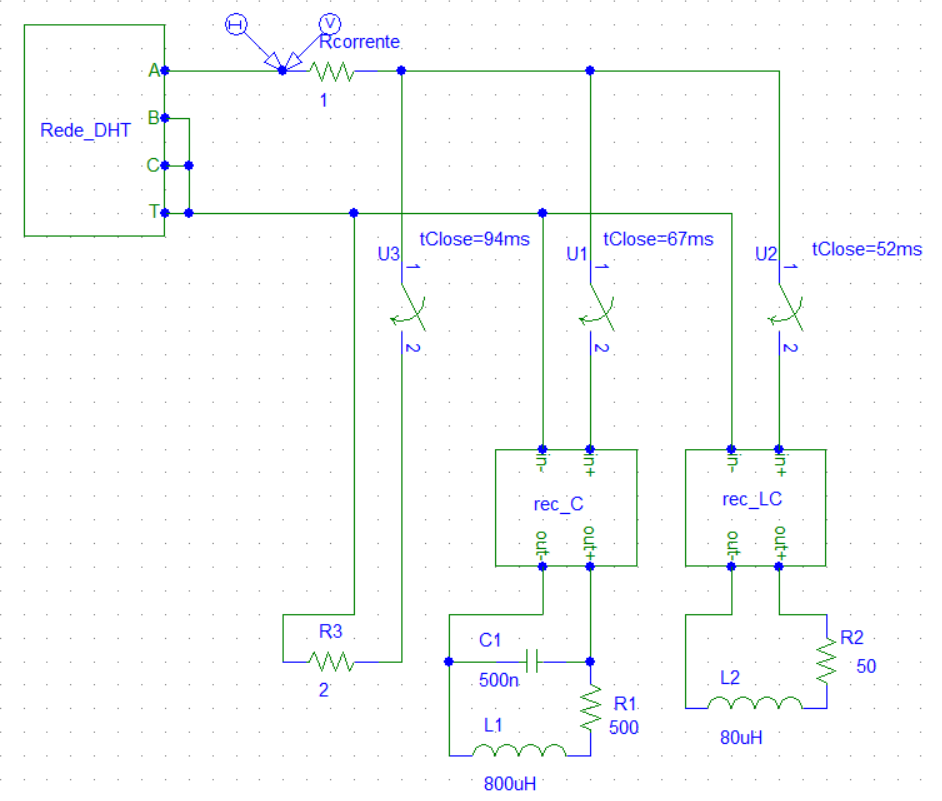 I
V
Rcorrente
1
A
B
C
T
Rede_DHT
tClose=94ms
U3
1
2
tClose=67ms
U1
1
2
tClose=52ms
U2
1
2
in-
in+
rec_C
out-
out+
in-
in+
rec_LC
out-
out+
R3
2
C1
500n
R1
500
L1
800uH
R2
50
L2
80uH